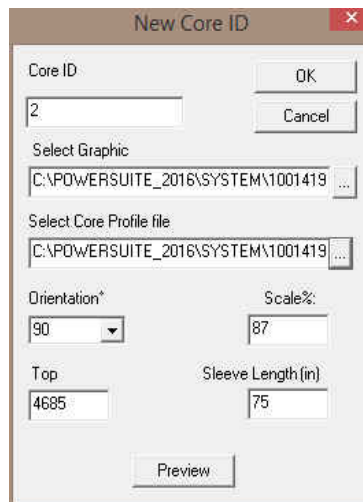 New Core ID
Core ID
OK
2
Cancel
Select Graphic
C:\POWERSUITE_2016\SYSTEM\1001419
...
Select Core Profile file
C:\POWERSUITE_2016\SYSTEM\1001419
...
Orientation*
Scale%:
90
87
Top
Sleeve Length (in)
4685
75
Preview